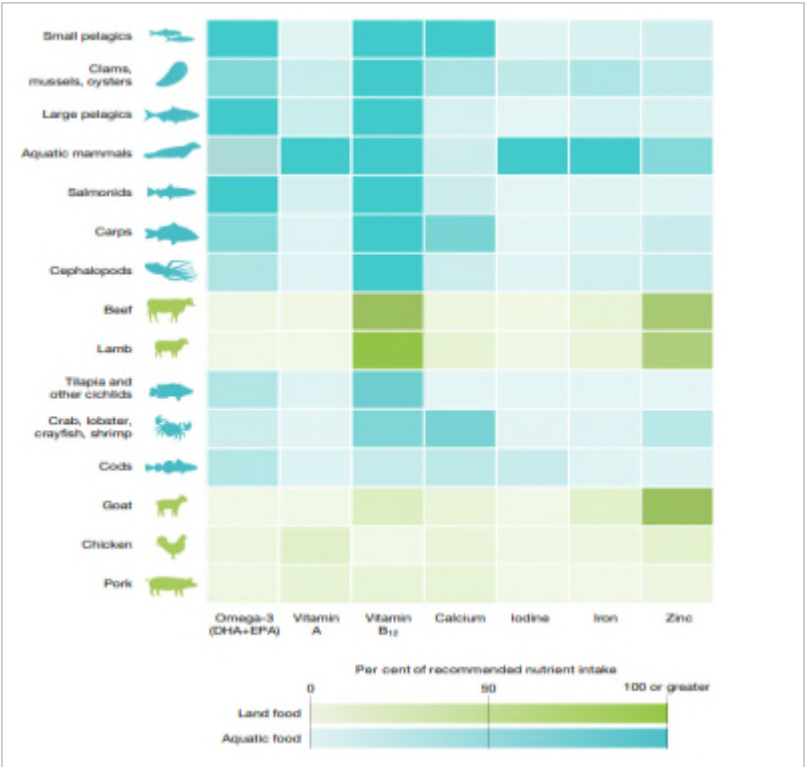 Small pelagics
Clams,
mussels, oysters
Large pelagics
Aquatic mammals
Salmonids
Carps
Cephalopods
Beef
Lamb
Tilapia and
other cichlids
Crab, lobster,
crayfish, shrimp
Cods
Goat
Chicken
Pork
Omega-3 Vitamin Vitamin Calcium Iodine Iron Zinc
(DHA+EPA) A B₁₂
Per cent of recommended nutrient intake
0 50 100 or greater
Land food
Aquatic food